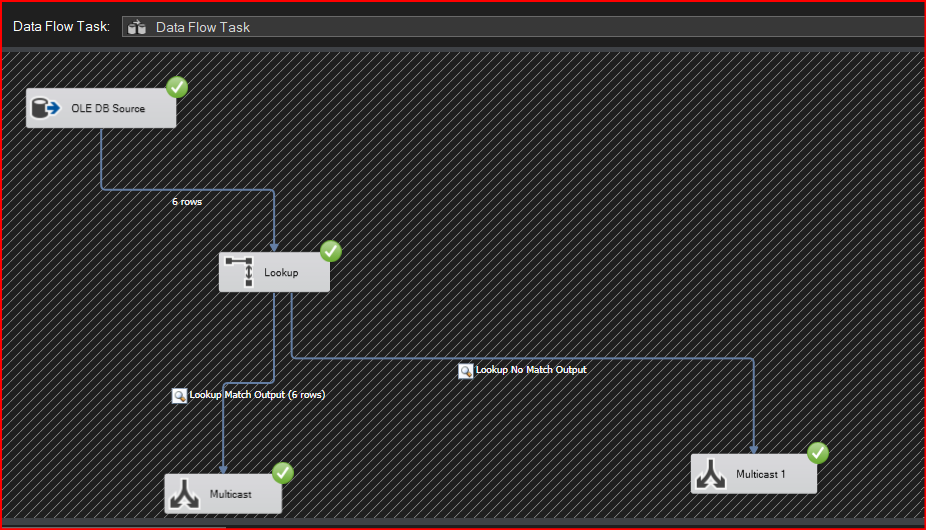 Data Flow Task: Data Flow Task
OLE DB Source
6 rows
Lookup
Lookup No Match Output
Lookup Match Output (6 rows)
Multicast 1
Multicast